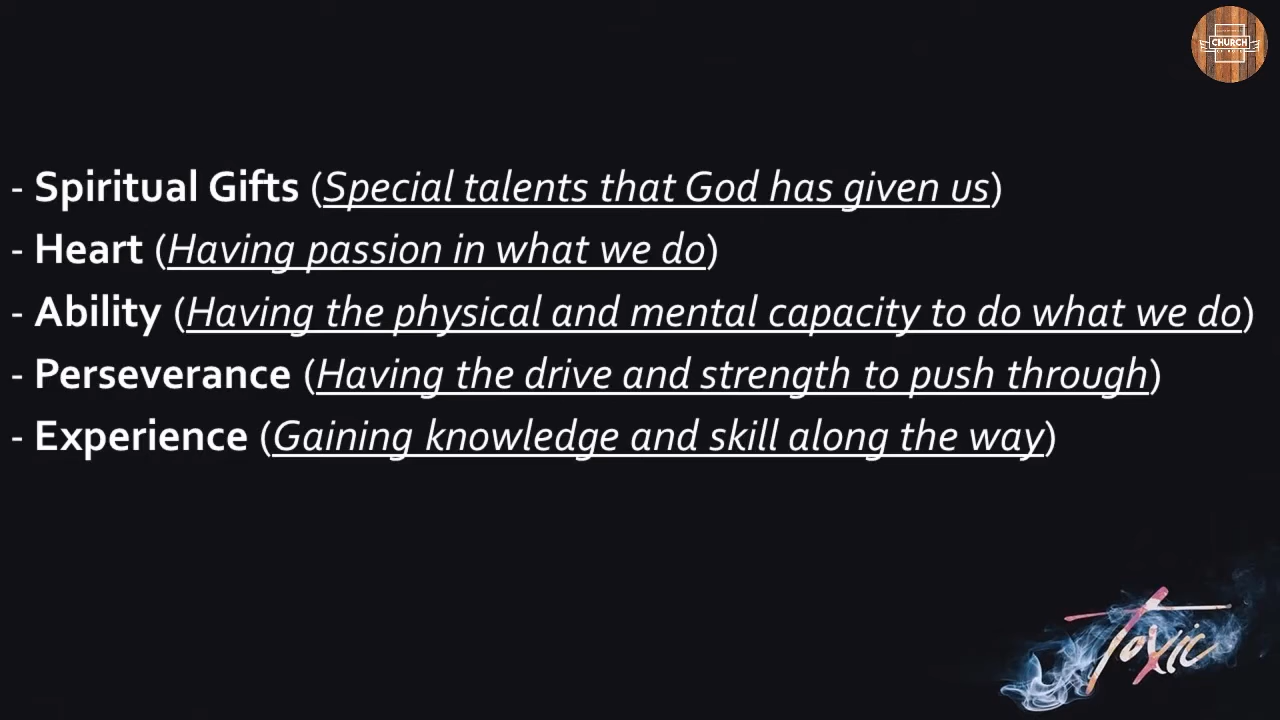 CHURCH
- Spiritual Gifts (Special talents that God has given us)
- Heart (Having passion in what we do)
- Ability (Having the physical and mental capacity to do what we do)
- Perseverance (Having the drive and strength to push through)
- Experience (Gaining knowledge and skill along the way)
Toxic